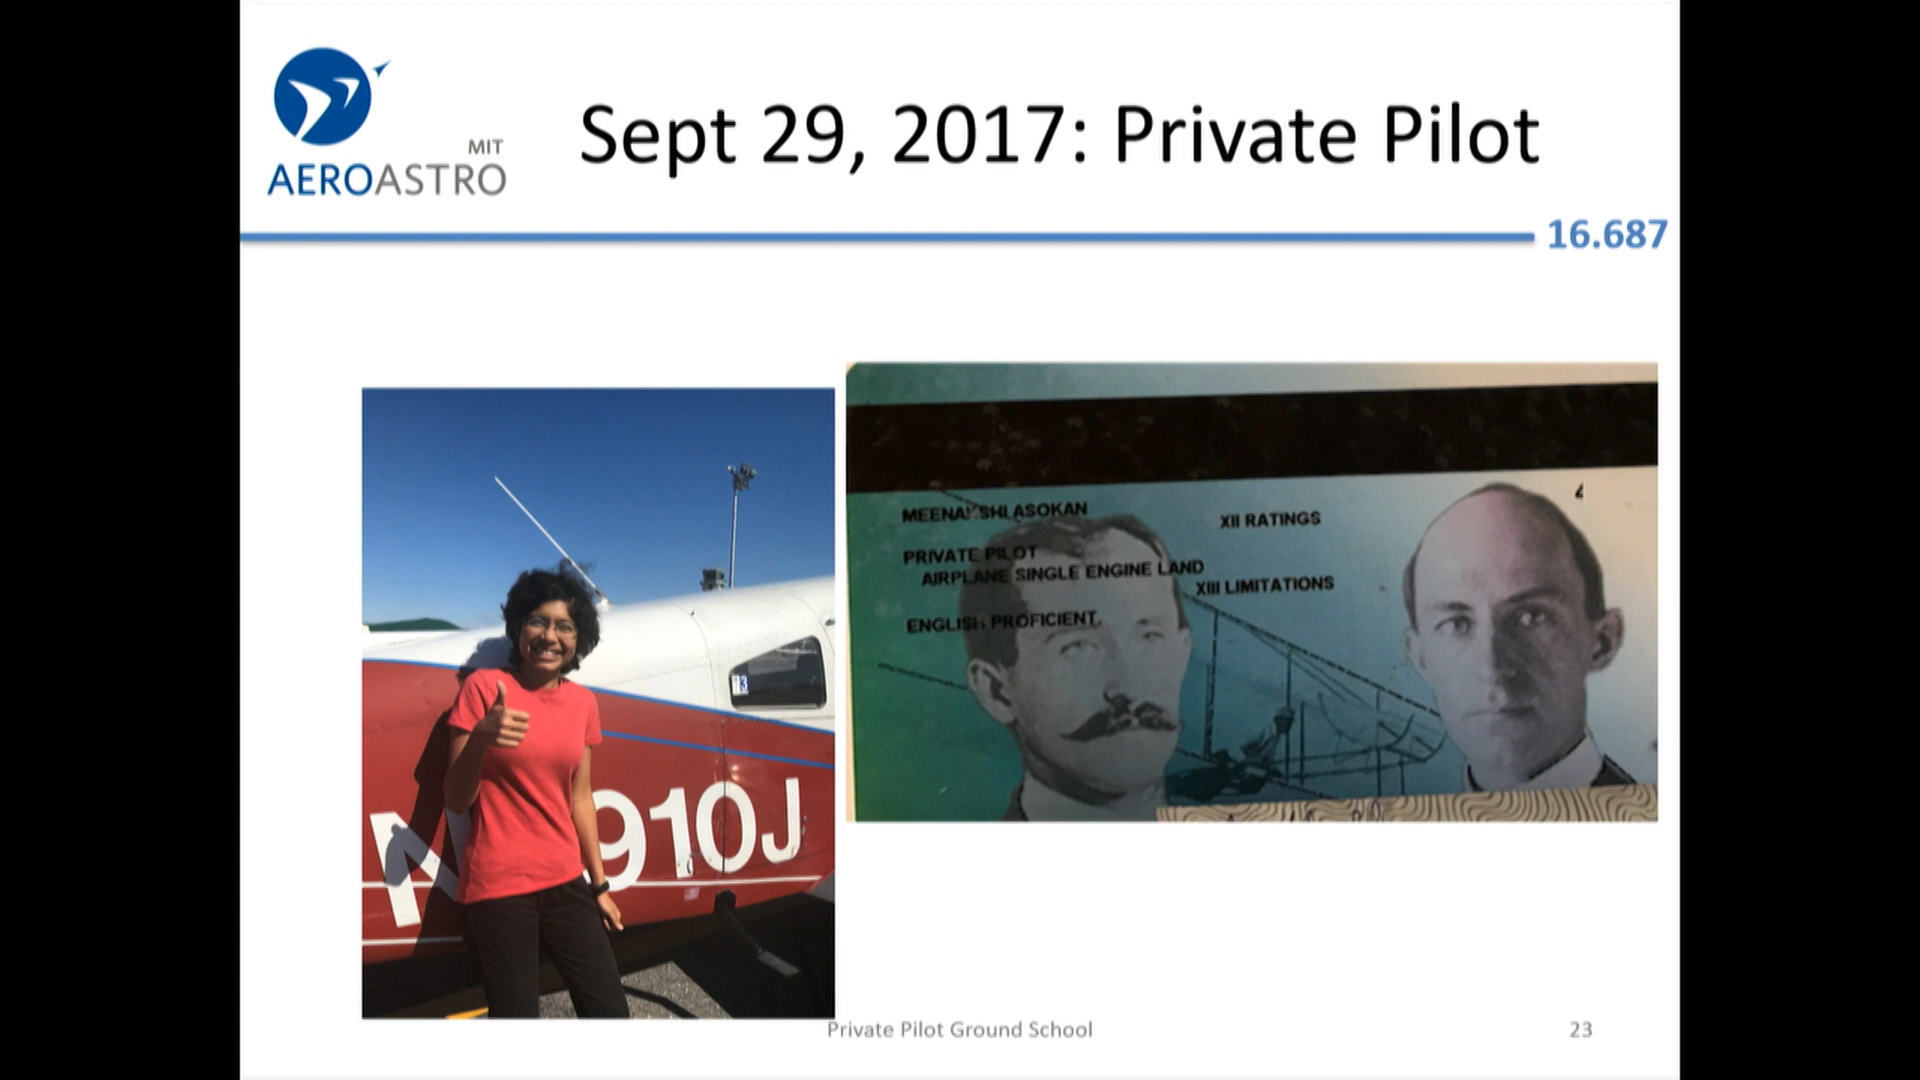 MIT
AEROASTRO
Sept 29, 2017: Private Pilot
16.687
N 910J
13
MEENAKSHI ASOKAN
PRIVATE PILOT
AIRPLANE SINGLE ENGINE LAND
ENGLISH PROFICIENT.
XII RATINGS
XIII LIMITATIONS
Private Pilot Ground School
23